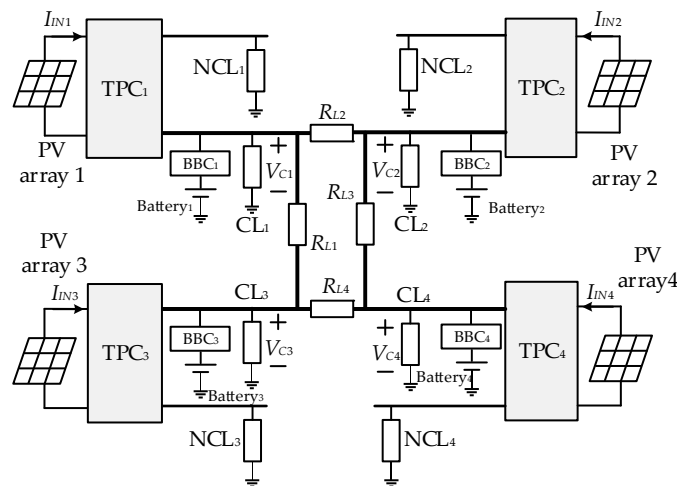 I_IN1
TPC₁
NCL₁
PV
array 1
BBC₁
Battery₁
V_C1
CL₁
R_L2
R_L1
R_L3
I_IN2
TPC₂
NCL₂
PV
array 2
BBC₂
Battery₂
V_C2
CL₂
PV
array 3
I_IN3
TPC₃
CL₃
BBC₃
Battery₃
V_C3
NCL₃
R_L4
CL₄
V_C4
BBC₄
Battery₄
NCL₄
TPC₄
I_IN4
PV
array4